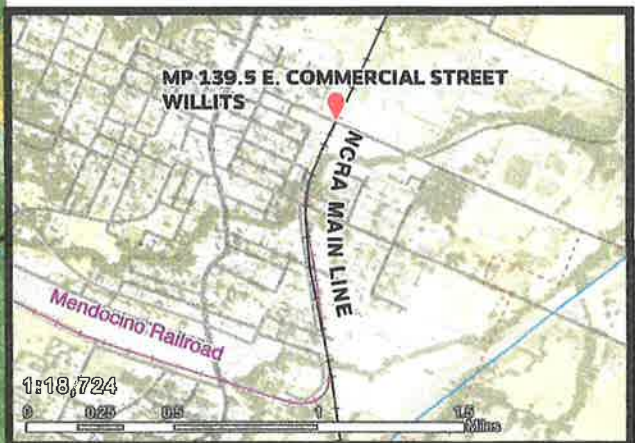 MP 139.5 E. COMMERCIAL STREET
WILLITS
NCRA MAIN LINE
Mendocino Railroad
1:18,724
0 0.25 0.5 1 1.5
Miles